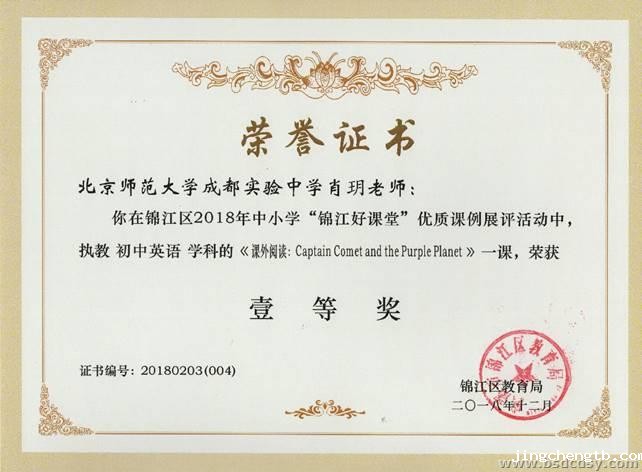 荣誉证书
北京师范大学成都实验中学肖玥老师：
你在锦江区2018年中小学“锦江好课堂”优质课例展评活动中，
执教 初中英语 学科的《课外阅读：Captain Comet and the Purple Planet》一课，荣获
壹等奖
证书编号：20180203(004)
锦江区教育局
二〇一八年十二月
锦江区教育局
jingchengtb.com